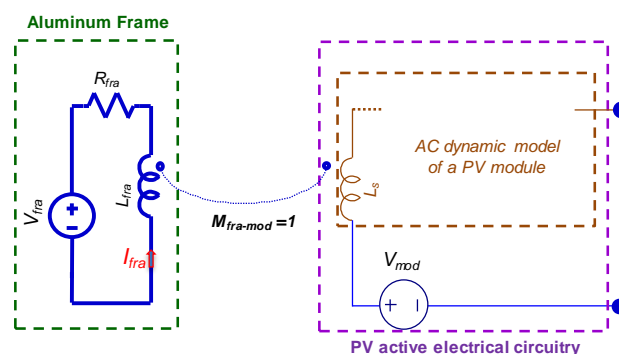 Aluminum Frame
R_fra
V_fra
L_fra
I_fra
M_fra-mod =1
AC dynamic model
of a PV module
L_s
V_mod
PV active electrical circuitry